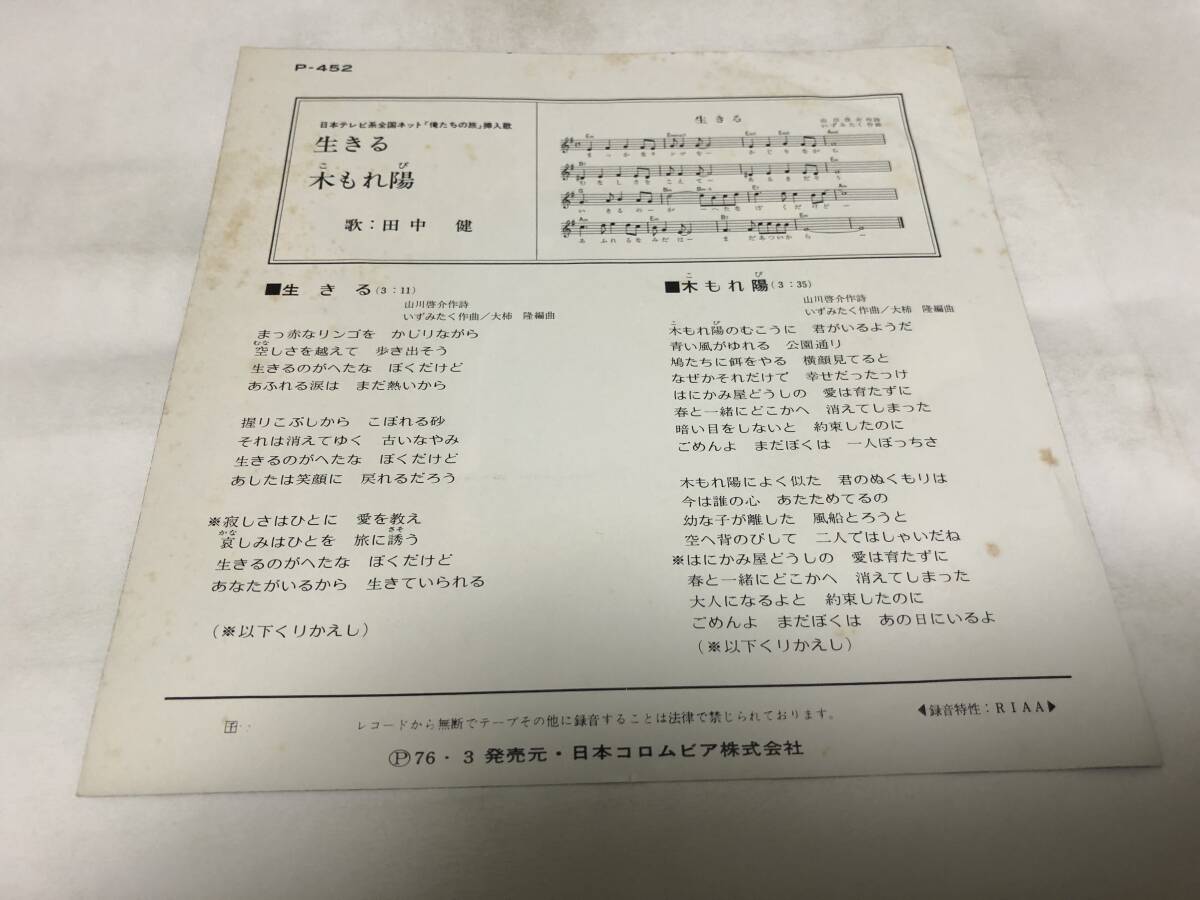 P-452
日本テレビ系全国ネット「俺たちの旅」挿入歌
生きる
こ び
木もれ陽
歌：田中 健
生きる
いずみたく作曲
■生きる(3：11)
山川啓介作詩
いずみたく作曲／大柿 隆編曲
まっ赤なリンゴを かじりながら
むな
空しさを越えて 歩き出そう
生きるのがへたな ぼくだけど
あふれる涙は まだ熱いから
握りこぶしから こぼれる砂
それは消えてゆく 古いなやみ
生きるのがへたな ぼくだけど
あしたは笑顔に 戻れるだろう
※寂しさはひとに 愛を教え
かな さそ
哀しみはひとを 旅に誘う
生きるのがへたな ぼくだけど
あなたがいるから 生きていられる
(※以下くりかえし)
こ び
■木もれ陽(3：35)
山川啓介作詩
いずみたく作曲／大柿 隆編曲
こ び
木もれ陽のむこうに 君がいるようだ
青い風がゆれる 公園通り
鳩たちに餌をやる 横顔見てると
なぜかそれだけで 幸せだったっけ
はにかみ屋どうしの 愛は育たずに
春と一緒にどこかへ 消えてしまった
暗い目をしないと 約束したのに
ごめんよ まだぼくは 一人ぼっちさ
木もれ陽によく似た 君のぬくもりは
今は誰の心 あたためてるの
幼な子が離した 風船とろうと
空へ背のびして 二人ではしゃいだね
※はにかみ屋どうしの 愛は育たずに
春と一緒にどこかへ 消えてしまった
大人になるよと 約束したのに
ごめんよ まだぼくは あの日にいるよ
(※以下くりかえし)
レコードから無断でテープその他に録音することは法律で禁じられております。
◀録音特性：RIAA▶
Ⓟ76・3 発売元・日本コロムビア株式会社